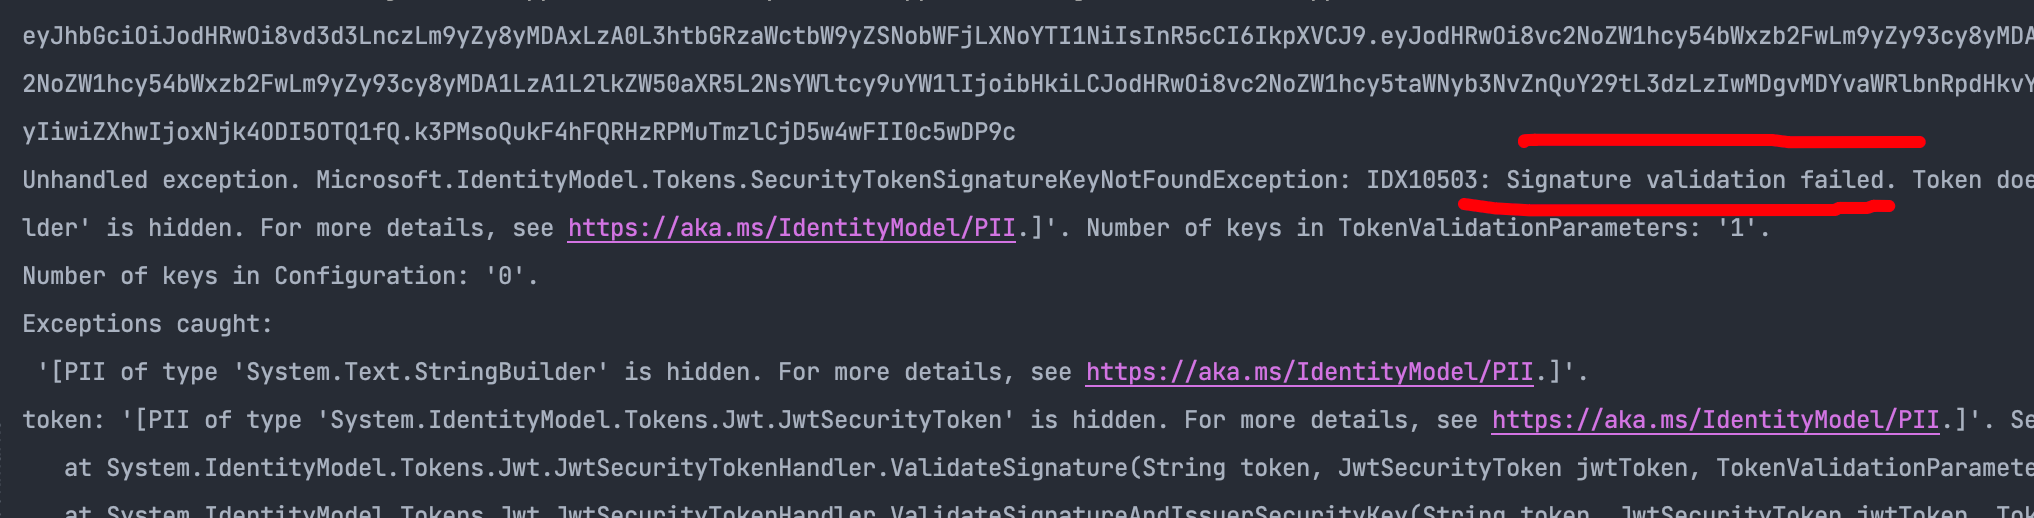 eyJhbGciOiJodHRwOi8vd3d3LnczLm9yZy8yMDAxLzA0L3htbGRzaWctbW9yZSNobWFjLXNoYTI1NiIsInR5cCI6IkpXVCJ9.eyJodHRwOi8vc2NoZW1hcy54bWxzb2FwLm9yZy93cy8yMDA
2NoZW1hcy54bWxzb2FwLm9yZy93cy8yMDA1LzA1L2lkZW50aXR5L2NsYWltcy9uYW1lIjoibHkiLCJodHRwOi8vc2NoZW1hcy5taWNyb3NvZnQuY29tL3dzLzIwMDgvMDYvaWRlbnRpdHkvY
yIiwiZXhwIjoxNjk4ODI5OTQ1fQ.k3PMsoQukF4hFQRHzRPMuTmzlCjD5w4wFII0c5wDP9c
Unhandled exception. Microsoft.IdentityModel.Tokens.SecurityTokenSignatureKeyNotFoundException: IDX10503: Signature validation failed. Token doe
lder' is hidden. For more details, see https://aka.ms/IdentityModel/PII.]'. Number of keys in TokenValidationParameters: '1'.
Number of keys in Configuration: '0'.
Exceptions caught:
'[PII of type 'System.Text.StringBuilder' is hidden. For more details, see https://aka.ms/IdentityModel/PII.]'.
token: '[PII of type 'System.IdentityModel.Tokens.Jwt.JwtSecurityToken' is hidden. For more details, see https://aka.ms/IdentityModel/PII.]'. Se
at System.IdentityModel.Tokens.Jwt.JwtSecurityTokenHandler.ValidateSignature(String token, JwtSecurityToken jwtToken, TokenValidationParamete
at System.IdentityModel.Tokens.Jwt.JwtSecurityTokenHandler.ValidateSignatureAndIssuerSecurityKey(String token, JwtSecurityToken jwtToken, Tok